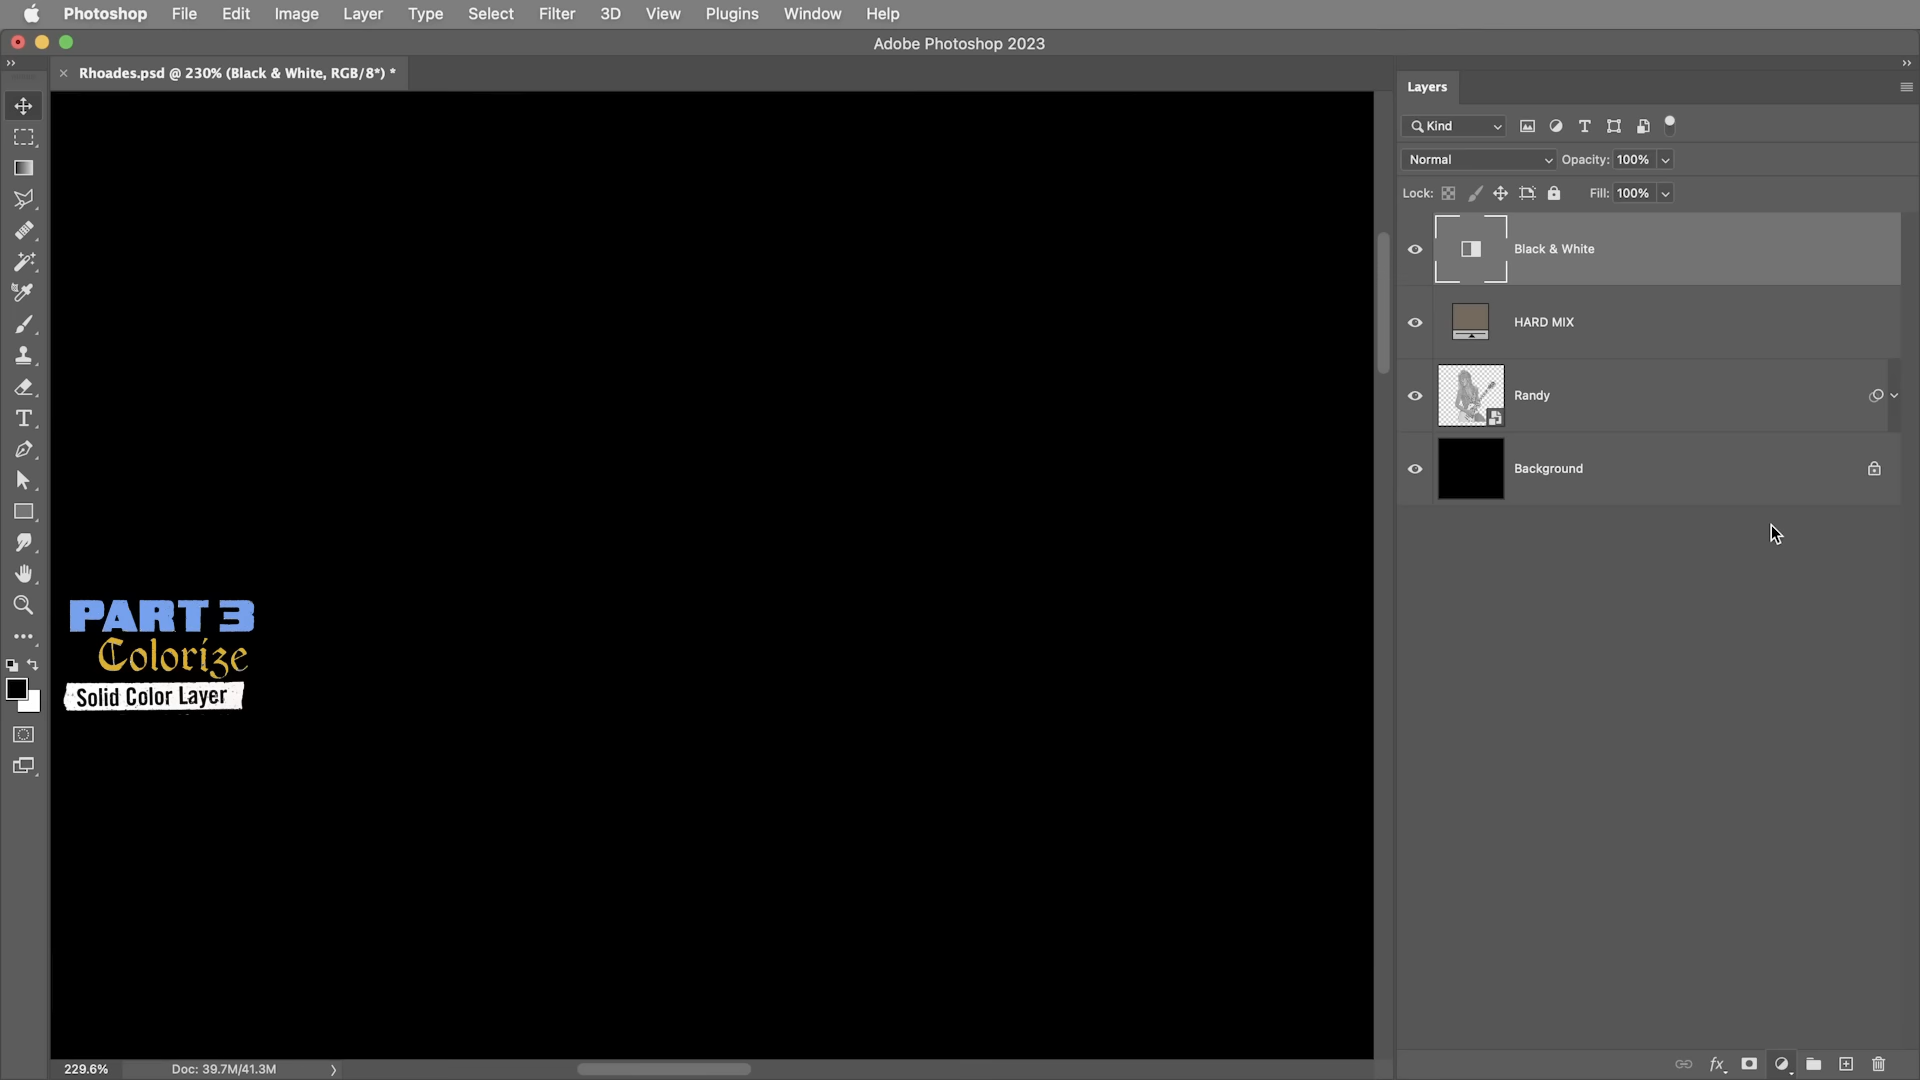 Photoshop File Edit Image Layer Type Select Filter 3D View Plugins Window Help
Adobe Photoshop 2023
Rhoades.psd @ 230% (Black & White, RGB/8*) *
Layers
Kind
Normal Opacity: 100%
Lock: Fill: 100%
Black & White
HARD MIX
Randy
Background
PART 3
Colorize
Solid Color Layer
229.6% Doc: 39.7M/41.3M
fx